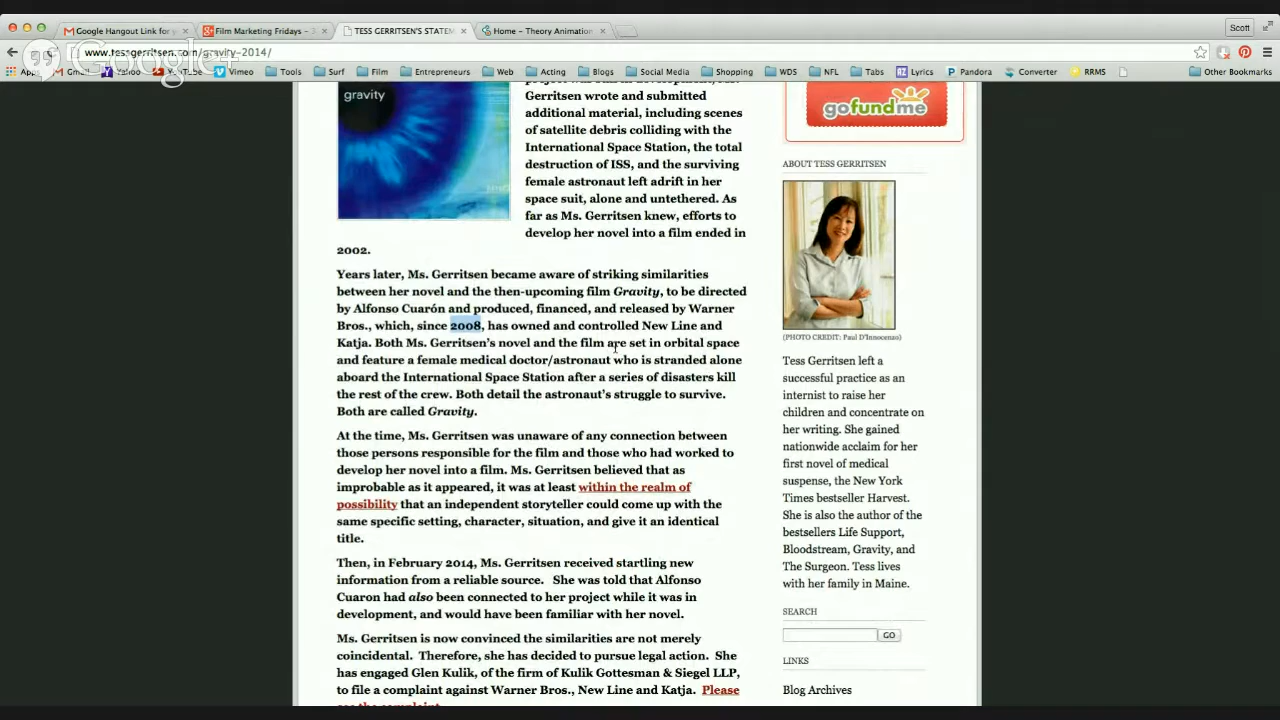 Google Hangout Link for y
Film Marketing Fridays -
TESS GERRITSEN'S STATEM
Home - Theory Animation
Scott
www.tessgerritsen.com/gravity-2014/
Google+
Apps
Gmail
Yahoo
YouTube
Vimeo
Tools
Surf
Film
Entrepreneurs
Web
Acting
Blogs
Social Media
Shopping
WDS
NFL
Tabs
Lyrics
Pandora
Converter
RRMS
Other Bookmarks
gravity
Gerritsen wrote and submitted
additional material, including scenes
of satellite debris colliding with the
International Space Station, the total
destruction of ISS, and the surviving
female astronaut left adrift in her
space suit, alone and untethered. As
far as Ms. Gerritsen knew, efforts to
develop her novel into a film ended in
2002.
Years later, Ms. Gerritsen became aware of striking similarities
between her novel and the then-upcoming film Gravity, to be directed
by Alfonso Cuarón and produced, financed, and released by Warner
Bros., which, since 2008, has owned and controlled New Line and
Katja. Both Ms. Gerritsen's novel and the film are set in orbital space
and feature a female medical doctor/astronaut who is stranded alone
aboard the International Space Station after a series of disasters kill
the rest of the crew. Both detail the astronaut's struggle to survive.
Both are called Gravity.
At the time, Ms. Gerritsen was unaware of any connection between
those persons responsible for the film and those who had worked to
develop her novel into a film. Ms. Gerritsen believed that as
improbable as it appeared, it was at least within the realm of
possibility that an independent storyteller could come up with the
same specific setting, character, situation, and give it an identical
title.
Then, in February 2014, Ms. Gerritsen received startling new
information from a reliable source. She was told that Alfonso
Cuaron had also been connected to her project while it was in
development, and would have been familiar with her novel.
Ms. Gerritsen is now convinced the similarities are not merely
coincidental. Therefore, she has decided to pursue legal action. She
has engaged Glen Kulik, of the firm of Kulik Gottesman & Siegel LLP,
to file a complaint against Warner Bros., New Line and Katja. Please
see the complaint
gofundme
ABOUT TESS GERRITSEN
(PHOTO CREDIT: Paul D'Innocenzo)
Tess Gerritsen left a
successful practice as an
internist to raise her
children and concentrate on
her writing. She gained
nationwide acclaim for her
first novel of medical
suspense, the New York
Times bestseller Harvest.
She is also the author of the
bestsellers Life Support,
Bloodstream, Gravity, and
The Surgeon. Tess lives
with her family in Maine.
SEARCH
GO
LINKS
Blog Archives